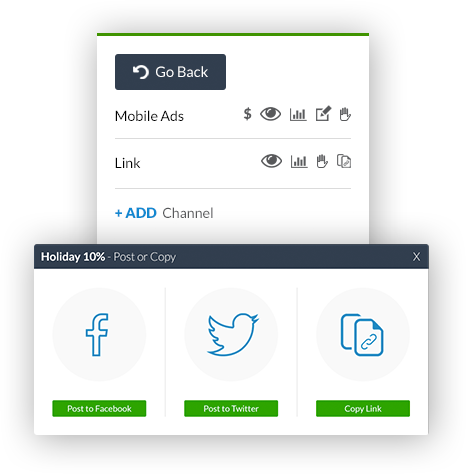 Go Back
Mobile Ads $
Link
+ ADD Channel
Holiday 10% - Post or Copy X
Post to Facebook Post to Twitter Copy Link